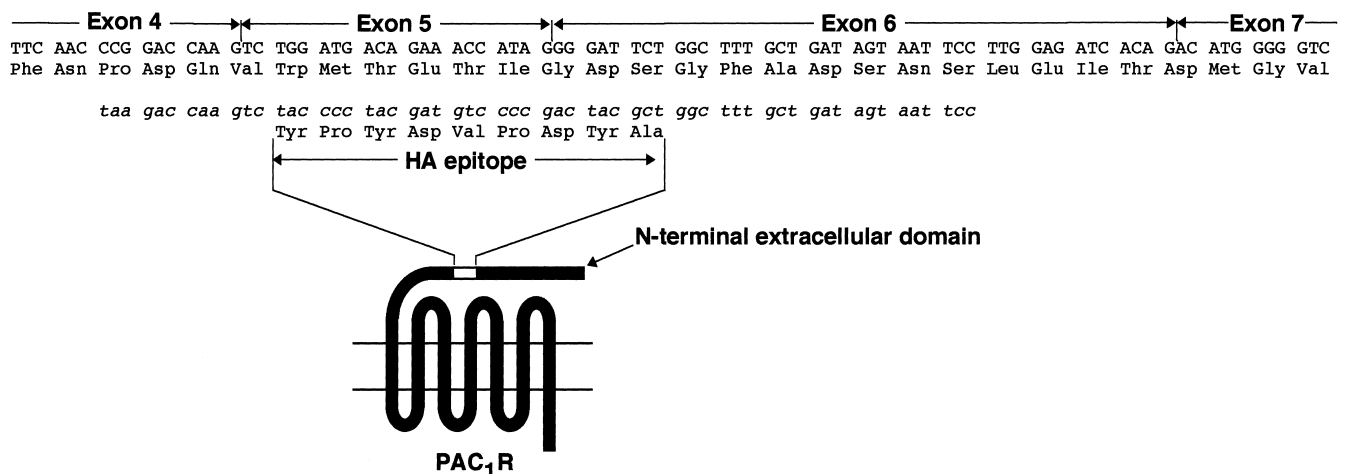 Exon 4 Exon 5 Exon 6 Exon 7
TTC AAC CCG GAC CAA GTC TGG ATG ACA GAA ACC ATA GGG GAT TCT GGC TTT GCT GAT AGT AAT TCC TTG GAG ATC ACA GAC ATG GGG GTC
Phe Asn Pro Asp Gln Val Trp Met Thr Glu Thr Ile Gly Asp Ser Gly Phe Ala Asp Ser Asn Ser Leu Glu Ile Thr Asp Met Gly Val
taa gac caa gtc tac ccc tac gat gtc ccc gac tac gct ggc ttt gct gat agt aat tcc
Tyr Pro Tyr Asp Val Pro Asp Tyr Ala
HA epitope
N-terminal extracellular domain
PAC1R